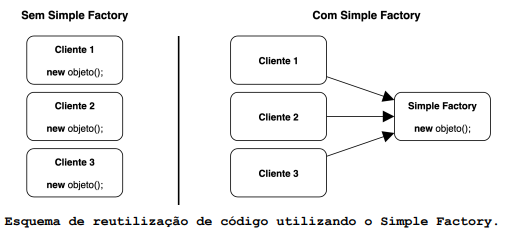 Sem Simple Factory
Cliente 1
new objeto();
Cliente 2
new objeto();
Cliente 3
new objeto();
Com Simple Factory
Cliente 1
Cliente 2
Cliente 3
Simple Factory
new objeto();
Esquema de reutilização de código utilizando o Simple Factory.